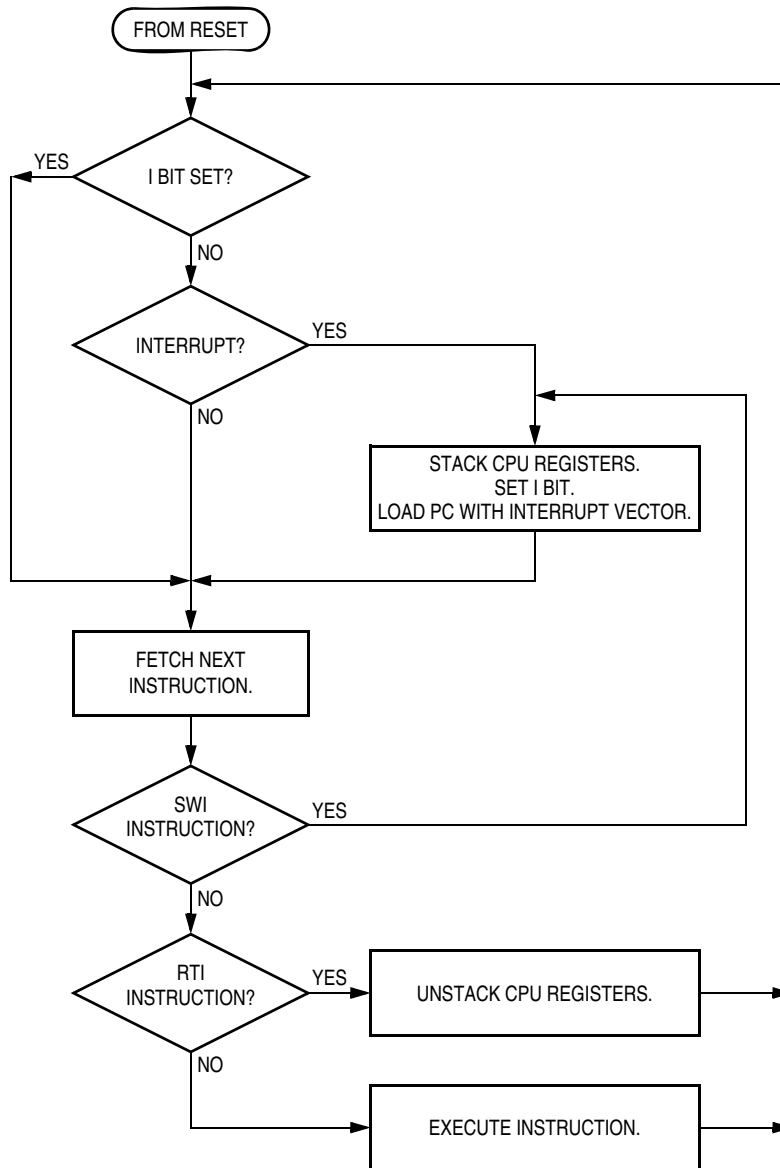 FROM RESET
YES
I BIT SET?
NO
INTERRUPT?
YES
NO
STACK CPU REGISTERS.
SET I BIT.
LOAD PC WITH INTERRUPT VECTOR.
FETCH NEXT
INSTRUCTION.
SWI
INSTRUCTION?
YES
NO
RTI
INSTRUCTION?
YES
UNSTACK CPU REGISTERS.
NO
EXECUTE INSTRUCTION.